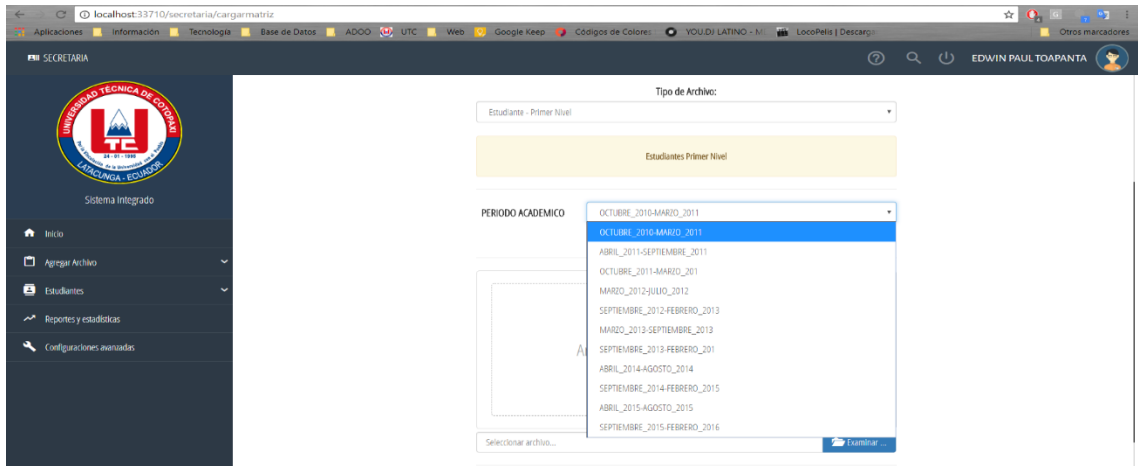 localhost:33710/secretaria/cargarmatriz
Aplicaciones Información Tecnología Base de Datos ADOO UTC Web Google Keep Códigos de Colores YOU.DJ LATINO - M LocoPelis | Descarga Otros marcadores
SECRETARIA EDWIN PAUL TOAPANTA
UNIVERSIDAD TÉCNICA DE COTOPAXI
UTC
24 - 01 - 1995
LATACUNGA - ECUADOR
Sistema Integrado
Inicio
Agregar Archivo
Estudiantes
Reportes y estadísticas
Configuraciones avanzadas
Tipo de Archivo:
Estudiante - Primer Nivel
Estudiantes Primer Nivel
PERIODO ACADEMICO OCTUBRE_2010-MARZO_2011
OCTUBRE_2010-MARZO_2011
ABRIL_2011-SEPTIEMBRE_2011
OCTUBRE_2011-MARZO_201
MARZO_2012-JULIO_2012
SEPTIEMBRE_2012-FEBRERO_2013
MARZO_2013-SEPTIEMBRE_2013
SEPTIEMBRE_2013-FEBRERO_201
ABRIL_2014-AGOSTO_2014
SEPTIEMBRE_2014-FEBRERO_2015
ABRIL_2015-AGOSTO_2015
SEPTIEMBRE_2015-FEBRERO_2016
Seleccionar archivo... Examinar ...